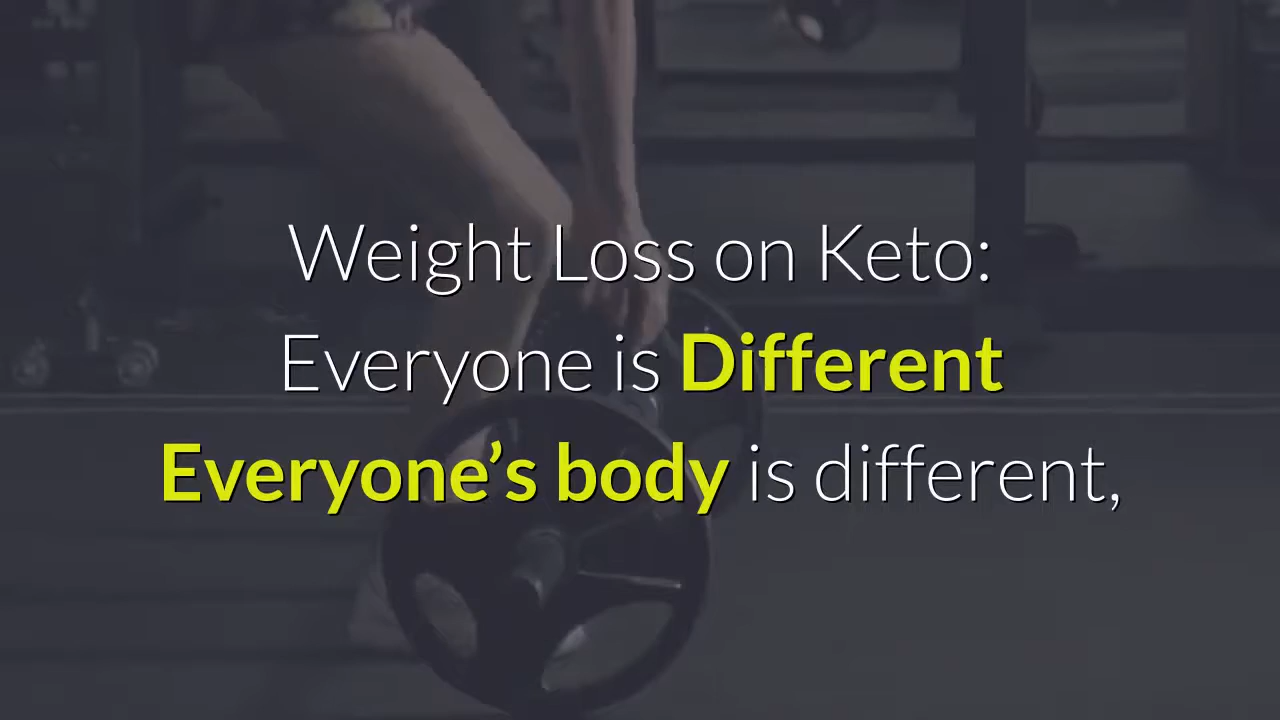 Weight Loss on Keto:
Everyone is Different
Everyone’s body is different,